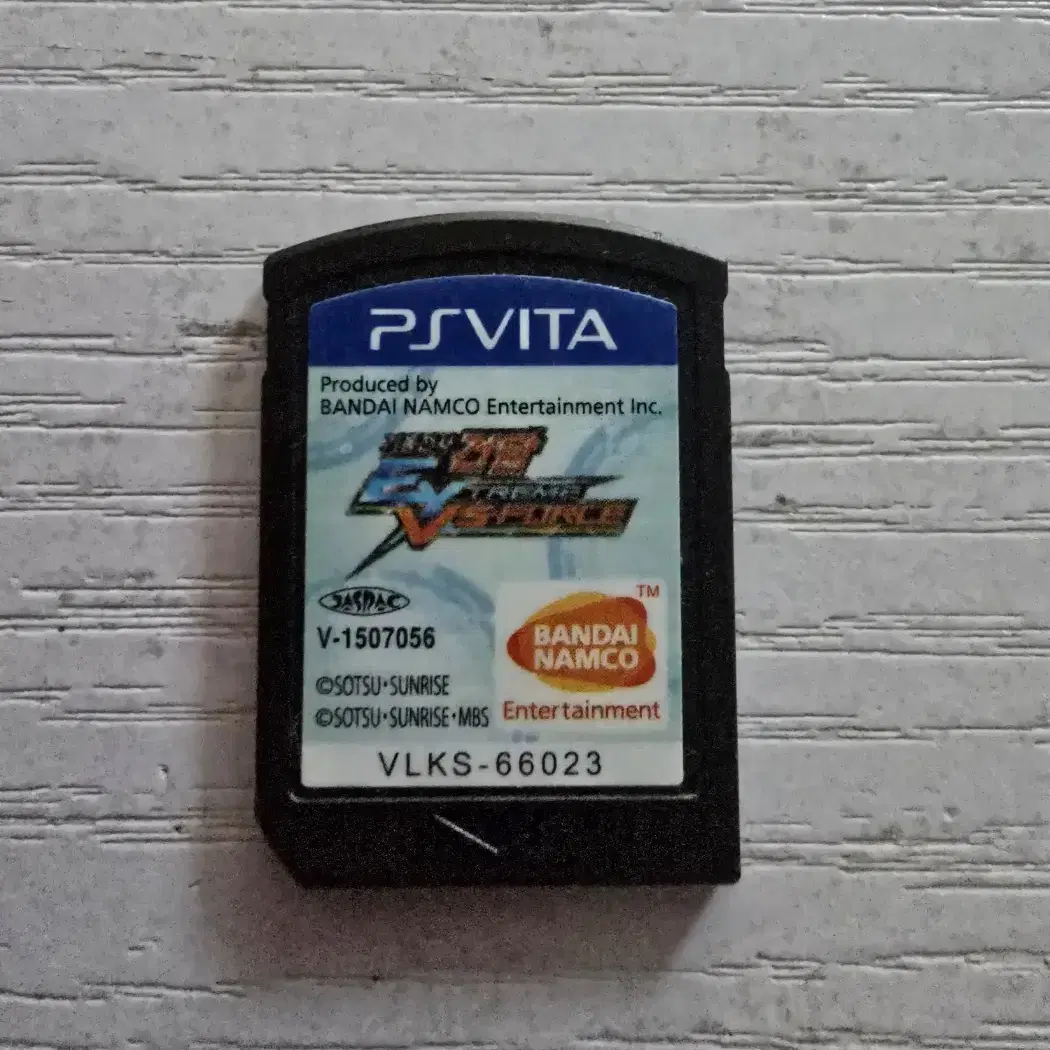 PSVITA
Produced by
BANDAI NAMCO Entertainment Inc.
EXTREME
VS-FORCE
JASRAC
V-1507056
©SOTSU・SUNRISE
©SOTSU・SUNRISE・MBS
TM
BANDAI
NAMCO
Entertainment
VLKS-66023